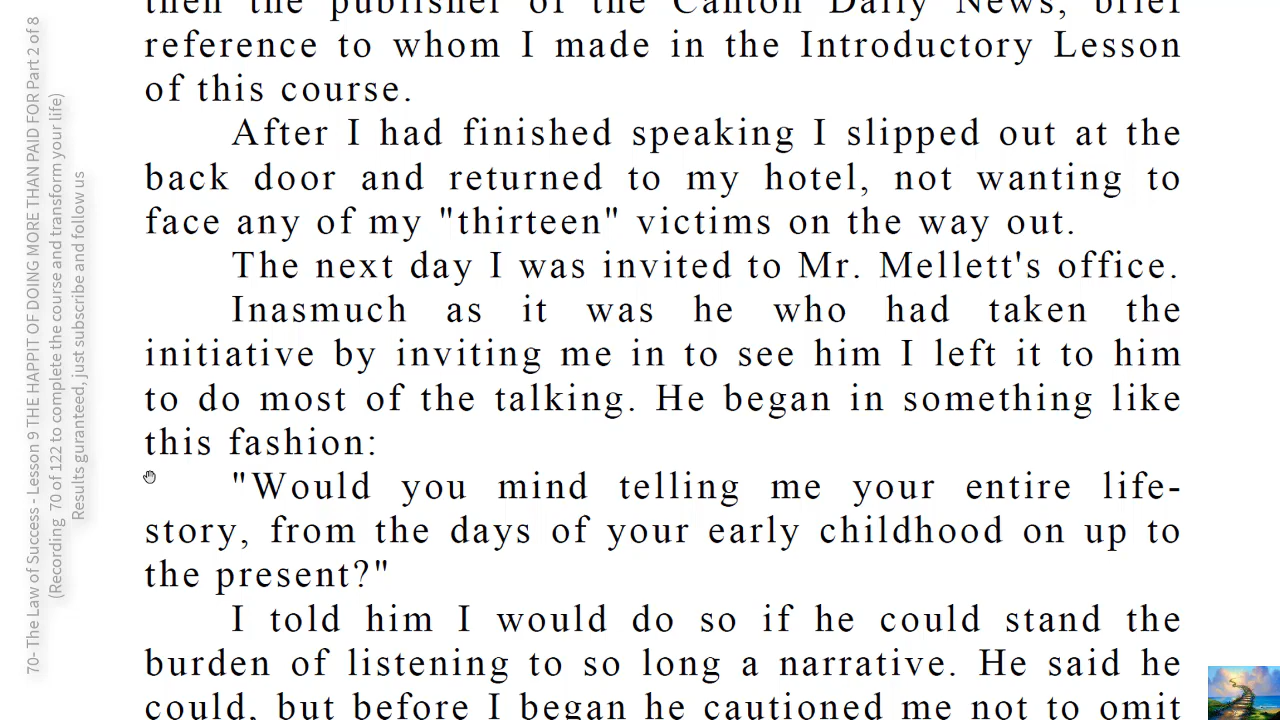 then the publisher of the Canton Daily News, brief
reference to whom I made in the Introductory Lesson
of this course.
After I had finished speaking I slipped out at the
back door and returned to my hotel, not wanting to
face any of my "thirteen" victims on the way out.
The next day I was invited to Mr. Mellett's office.
Inasmuch as it was he who had taken the
initiative by inviting me in to see him I left it to him
to do most of the talking. He began in something like
this fashion:
"Would you mind telling me your entire life-
story, from the days of your early childhood on up to
the present?"
I told him I would do so if he could stand the
burden of listening to so long a narrative. He said he
could, but before I began he cautioned me not to omit
70- The Law of Success - Lesson 9 THE HAPPIT OF DOING MORE THAN PAID FOR Part 2 of 8
(Recording 70 of 122 to complete the course and transform your life)
Results guranteed, just subscribe and follow us